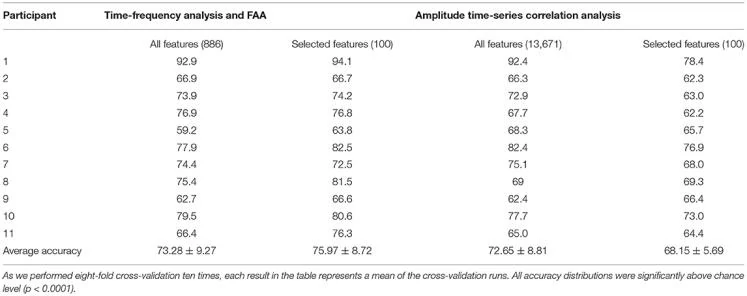 Participant Time-frequency analysis and FAA Amplitude time-series correlation analysis
All features (886) Selected features (100) All features (13,671) Selected features (100)
1 92.9 94.1 92.4 78.4
2 66.9 66.7 66.3 62.3
3 73.9 74.2 72.9 63.0
4 76.9 76.8 67.7 62.2
5 59.2 63.8 68.3 65.7
6 77.9 82.5 82.4 76.9
7 74.4 72.5 75.1 68.0
8 75.4 81.5 69 69.3
9 62.7 66.6 62.4 66.4
10 79.5 80.6 77.7 73.0
11 66.4 76.3 65.0 64.4
Average accuracy 73.28 ± 9.27 75.97 ± 8.72 72.65 ± 8.81 68.15 ± 5.69
As we performed eight-fold cross-validation ten times, each result in the table represents a mean of the cross-validation runs. All accuracy distributions were significantly above chance
level (p < 0.0001).